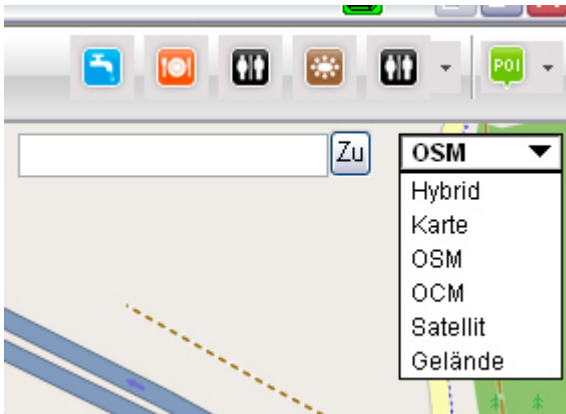 POI
Zu
OSM
Hybrid
Karte
OSM
OCM
Satellit
Gelände